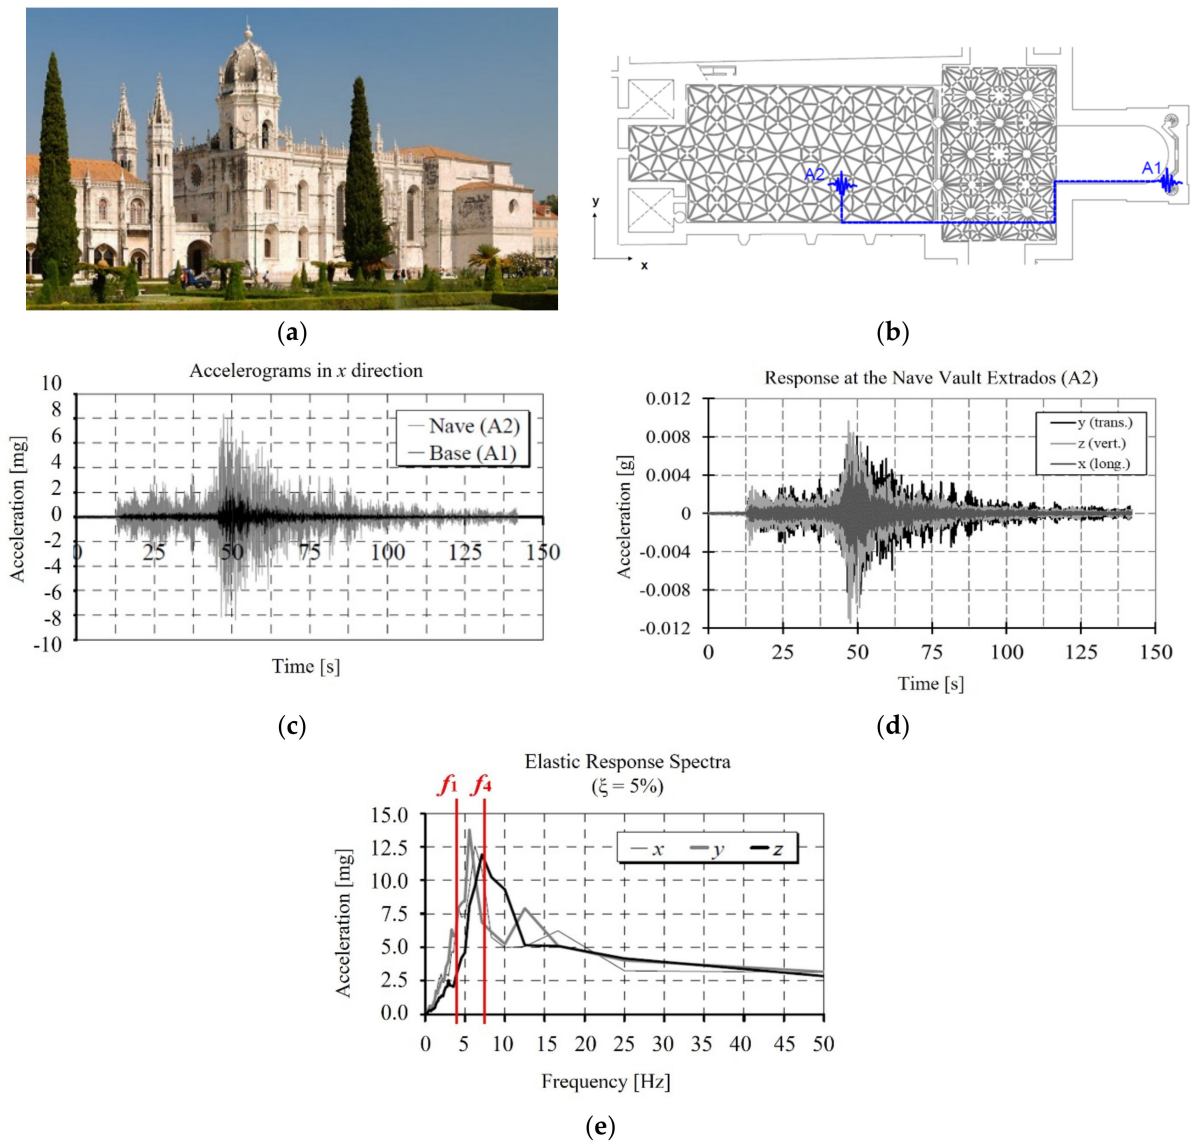 (a)
A2
A1
y
x
(b)
Accelerograms in x direction
Acceleration [mg]
10
8
6
4
2
0
-2
-4
-6
-8
-10
Nave (A2)
Base (A1)
0 25 50 75 100 125 150
Time [s]
(c)
Response at the Nave Vault Extrados (A2)
Acceleration [g]
0.012
0.008
0.004
0
-0.004
-0.008
-0.012
y (trans.)
z (vert.)
x (long.)
0 25 50 75 100 125 150
Time [s]
(d)
Elastic Response Spectra
(ξ = 5%)
f1 f4
Acceleration [mg]
15.0
12.5
10.0
7.5
5.0
2.5
0.0
x y z
0 5 10 15 20 25 30 35 40 45 50
Frequency [Hz]
(e)